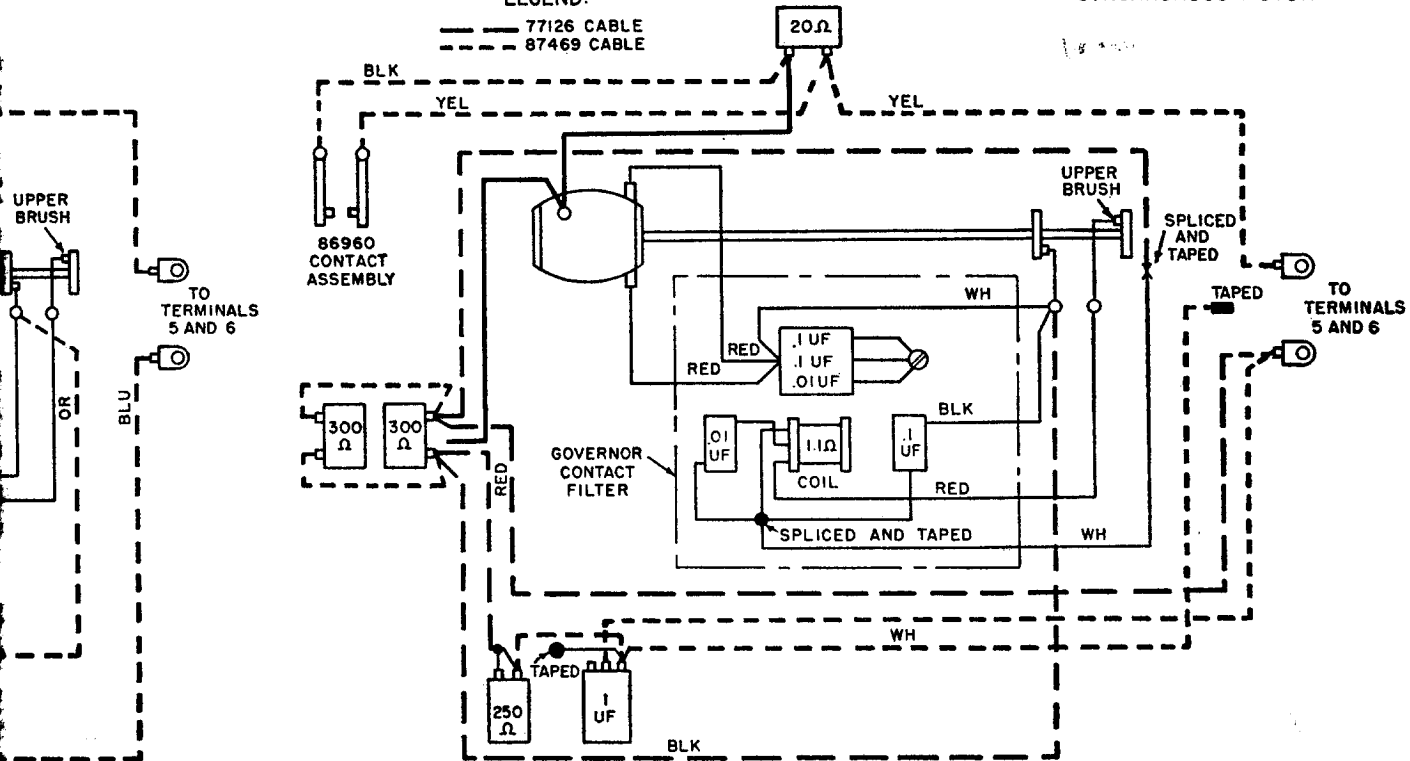 LEGEND:
77126 CABLE
87469 CABLE
20Ω
BLK
YEL
YEL
UPPER
BRUSH
TO
TERMINALS
5 AND 6
OR
BLU
86960
CONTACT
ASSEMBLY
UPPER
BRUSH
SPLICED
AND
TAPED
TAPED
TO
TERMINALS
5 AND 6
WH
RED
RED
.1 UF
.1 UF
.01 UF
BLK
300
Ω
300
Ω
RED
GOVERNOR
CONTACT
FILTER
.01
UF
1.1Ω
COIL
.1
UF
RED
SPLICED AND TAPED
WH
WH
TAPED
250
Ω
1
UF
BLK